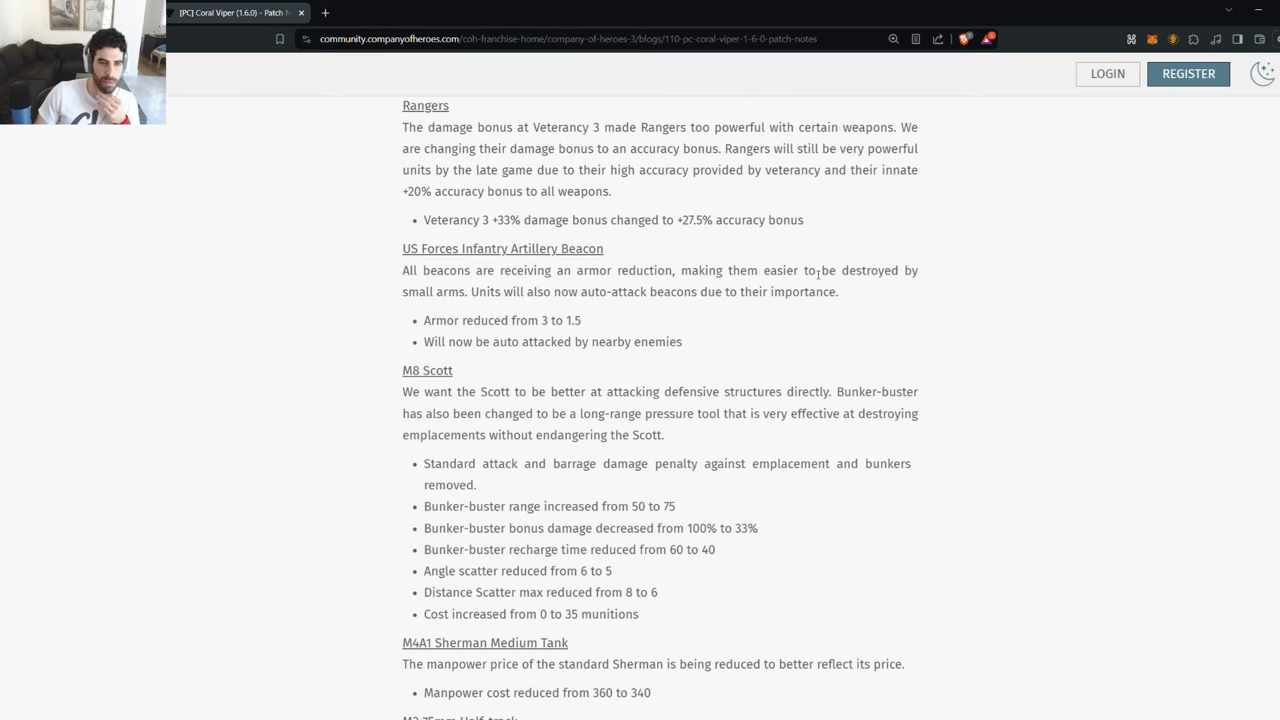 [PC] Coral Viper (1.6.0) - Patch N
community.companyofheroes.com/coh-franchise-home/company-of-heroes-3/blogs/110-pc-coral-viper-1-6-0-patch-notes
LOGIN
REGISTER
Rangers
The damage bonus at Veterancy 3 made Rangers too powerful with certain weapons. We
are changing their damage bonus to an accuracy bonus. Rangers will still be very powerful
units by the late game due to their high accuracy provided by veterancy and their innate
+20% accuracy bonus to all weapons.
• Veterancy 3 +33% damage bonus changed to +27.5% accuracy bonus
US Forces Infantry Artillery Beacon
All beacons are receiving an armor reduction, making them easier to be destroyed by
small arms. Units will also now auto-attack beacons due to their importance.
• Armor reduced from 3 to 1.5
• Will now be auto attacked by nearby enemies
M8 Scott
We want the Scott to be better at attacking defensive structures directly. Bunker-buster
has also been changed to be a long-range pressure tool that is very effective at destroying
emplacements without endangering the Scott.
• Standard attack and barrage damage penalty against emplacement and bunkers
removed.
• Bunker-buster range increased from 50 to 75
• Bunker-buster bonus damage decreased from 100% to 33%
• Bunker-buster recharge time reduced from 60 to 40
• Angle scatter reduced from 6 to 5
• Distance Scatter max reduced from 8 to 6
• Cost increased from 0 to 35 munitions
M4A1 Sherman Medium Tank
The manpower price of the standard Sherman is being reduced to better reflect its price.
• Manpower cost reduced from 360 to 340
M3 75mm Half-track